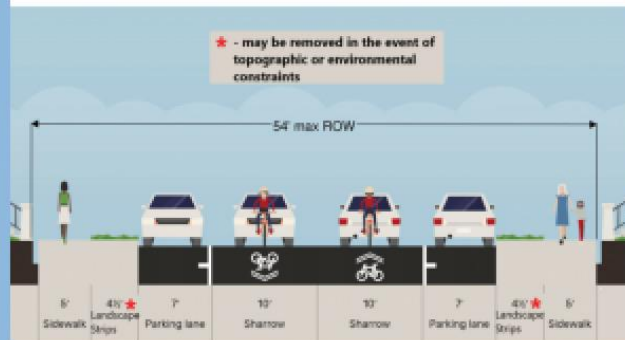 * - may be removed in the event of
topographic or environmental
constraints
54' max ROW
5' 4½' * 7' 10' 10' 7' 4½' * 5'
Sidewalk Landscape Strips Parking lane Sharrow Sharrow Parking lane Landscape Strips Sidewalk